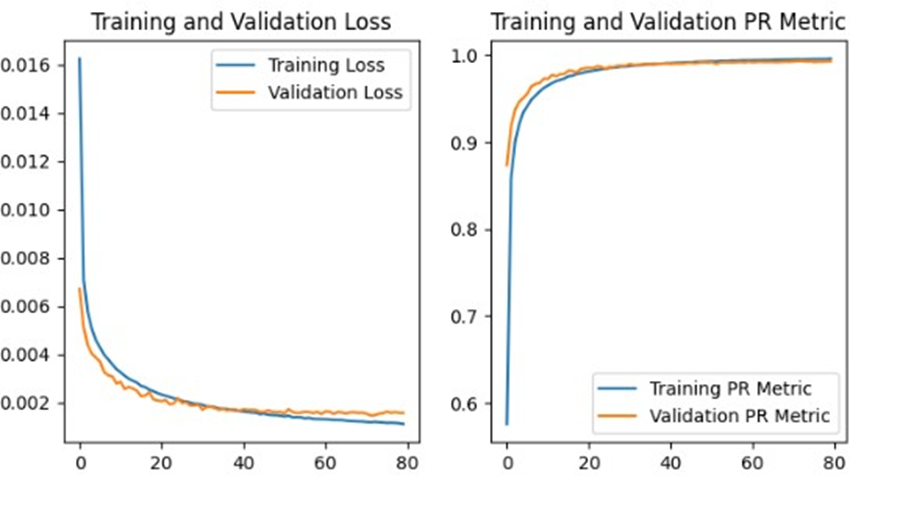 Training and Validation Loss
0.016
0.014
0.012
0.010
0.008
0.006
0.004
0.002
0 20 40 60 80
Training Loss
Validation Loss
Training and Validation PR Metric
1.0
0.9
0.8
0.7
0.6
0 20 40 60 80
Training PR Metric
Validation PR Metric